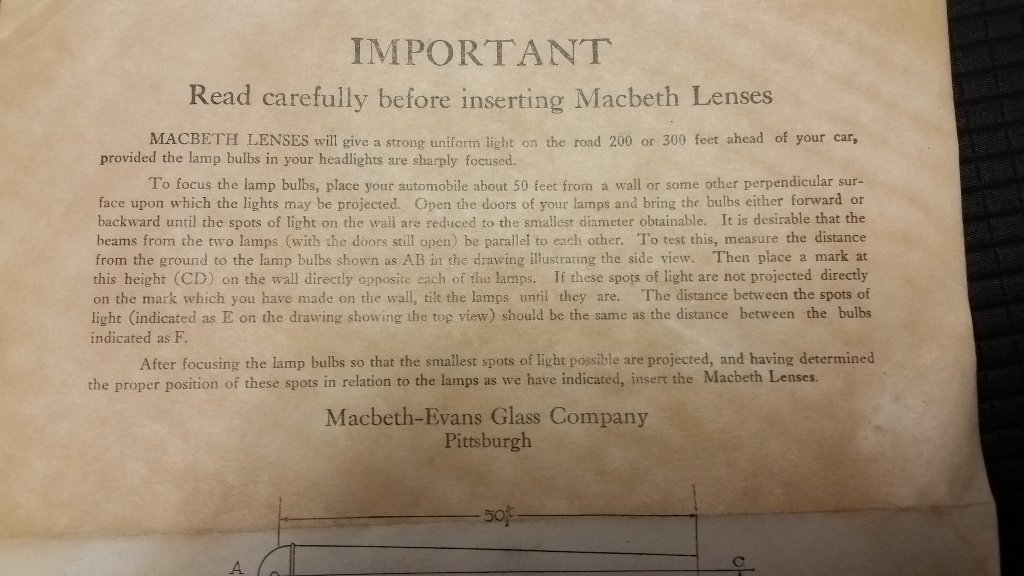 IMPORTANT
Read carefully before inserting Macbeth Lenses
MACBETH LENSES will give a strong uniform light on the road 200 or 300 feet ahead of your car,
provided the lamp bulbs in your headlights are sharply focused.
To focus the lamp bulbs, place your automobile about 50 feet from a wall or some other perpendicular sur-
face upon which the lights may be projected. Open the doors of your lamps and bring the bulbs either forward or
backward until the spots of light on the wall are reduced to the smallest diameter obtainable. It is desirable that the
beams from the two lamps (with the doors still open) be parallel to each other. To test this, measure the distance
from the ground to the lamp bulbs shown as AB in the drawing illustrating the side view. Then place a mark at
this height (CD) on the wall directly opposite each of the lamps. If these spots of light are not projected directly
on the mark which you have made on the wall, tilt the lamps until they are. The distance between the spots of
light (indicated as E on the drawing showing the top view) should be the same as the distance between the bulbs
indicated as F.
After focusing the lamp bulbs so that the smallest spots of light possible are projected, and having determined
the proper position of these spots in relation to the lamps as we have indicated, insert the Macbeth Lenses.
Macbeth-Evans Glass Company
Pittsburgh
50ft.
A C